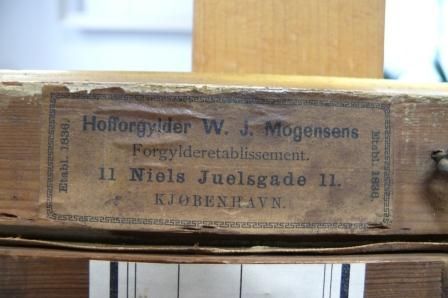 Hofforgylder W. J. Mogensens
Forgylderetablissement.
11 Niels Juelsgade 11.
KJØBENHAVN.
Etabl. 1836.
Etabl. 1836.